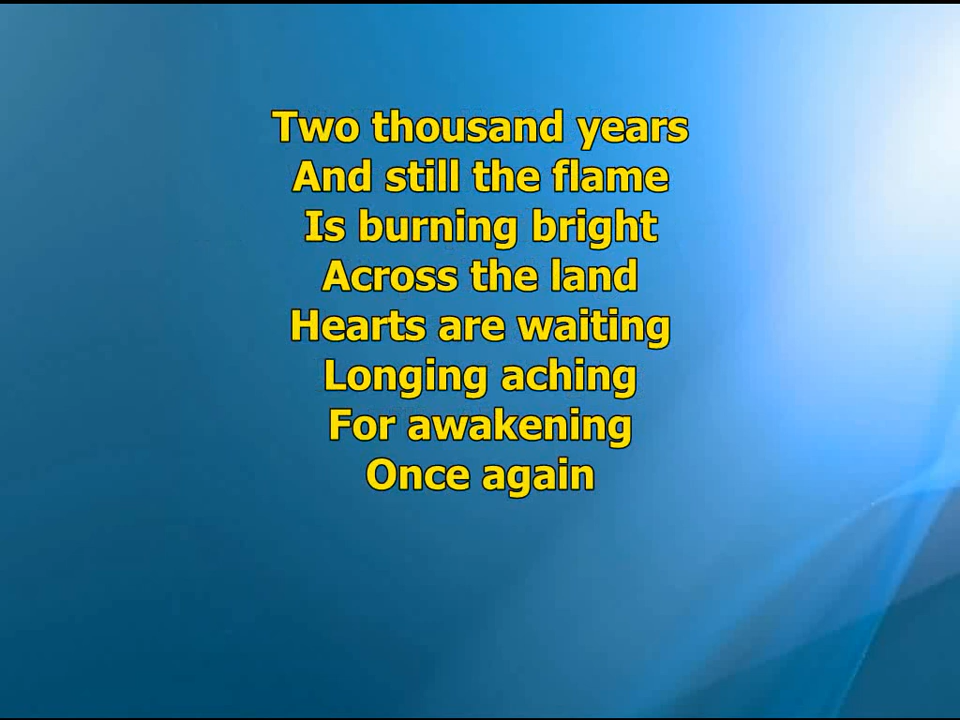 Two thousand years
And still the flame
Is burning bright
Across the land
Hearts are waiting
Longing aching
For awakening
Once again